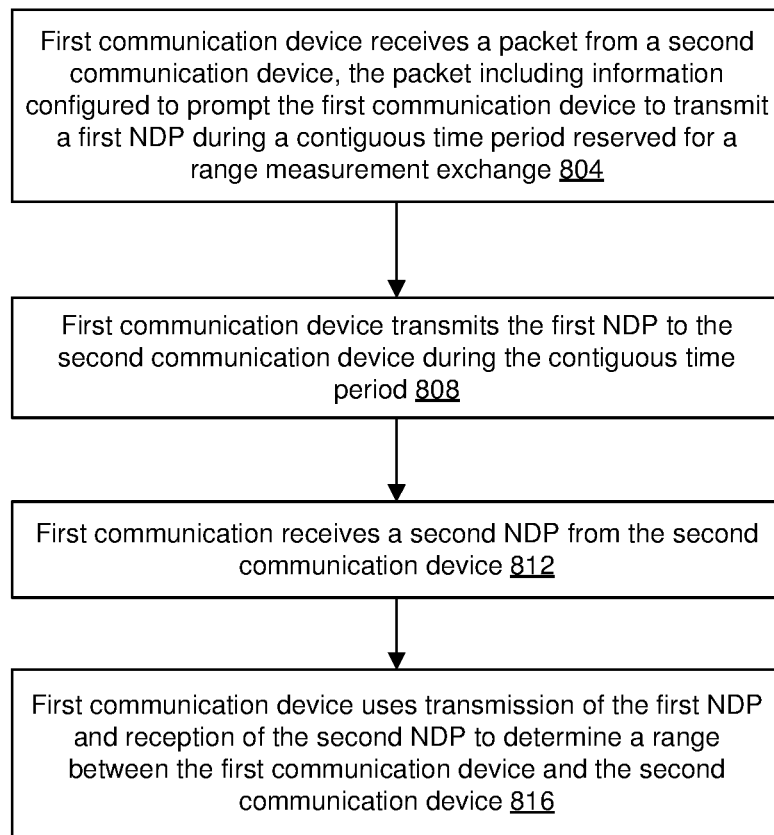 First communication device receives a packet from a second
communication device, the packet including information
configured to prompt the first communication device to transmit
a first NDP during a contiguous time period reserved for a
range measurement exchange 804
First communication device transmits the first NDP to the
second communication device during the contiguous time
period 808
First communication receives a second NDP from the second
communication device 812
First communication device uses transmission of the first NDP
and reception of the second NDP to determine a range
between the first communication device and the second
communication device 816